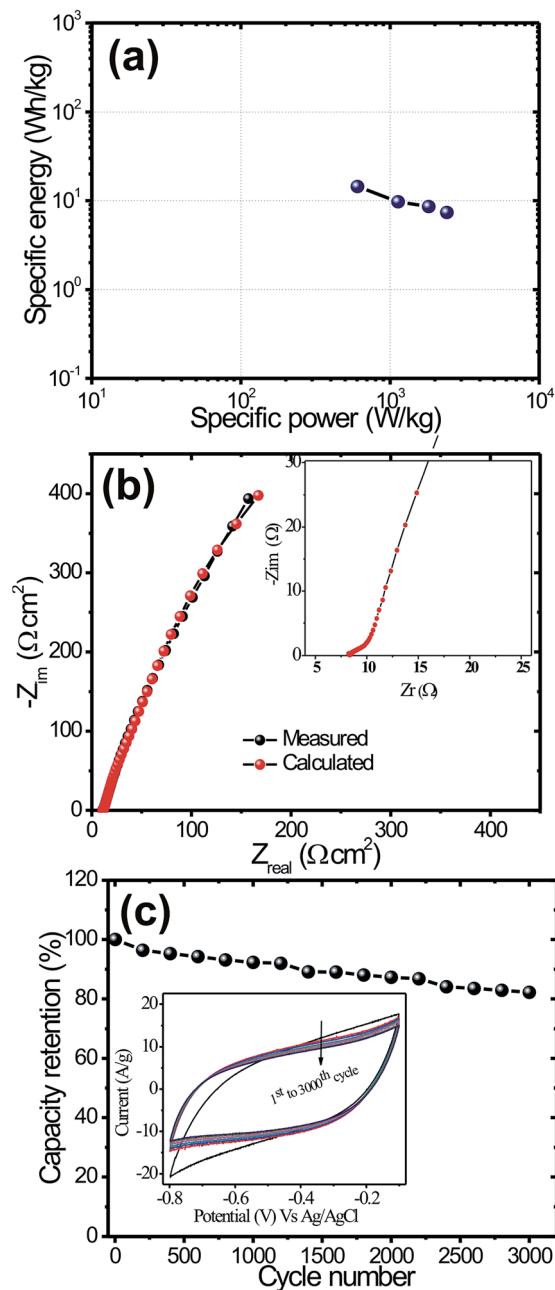 (a)
Specific energy (Wh/kg)
10³
10²
10¹
10⁰
10⁻¹
10¹ 10² 10³ 10⁴
Specific power (W/kg)
(b)
-Z_im (Ω cm²)
400
300
200
100
0
0 100 200 300 400
Z_real (Ω cm²)
Measured
Calculated
-Zim (Ω)
30
20
10
0
5 10 15 20 25
Zr (Ω)
(c)
Capacity retention (%)
120
100
80
60
40
20
0
0 500 1000 1500 2000 2500 3000
Cycle number
Current (A/g)
20
10
0
-10
-20
1st to 3000th cycle
-0.8 -0.6 -0.4 -0.2
Potential (V) Vs Ag/AgCl